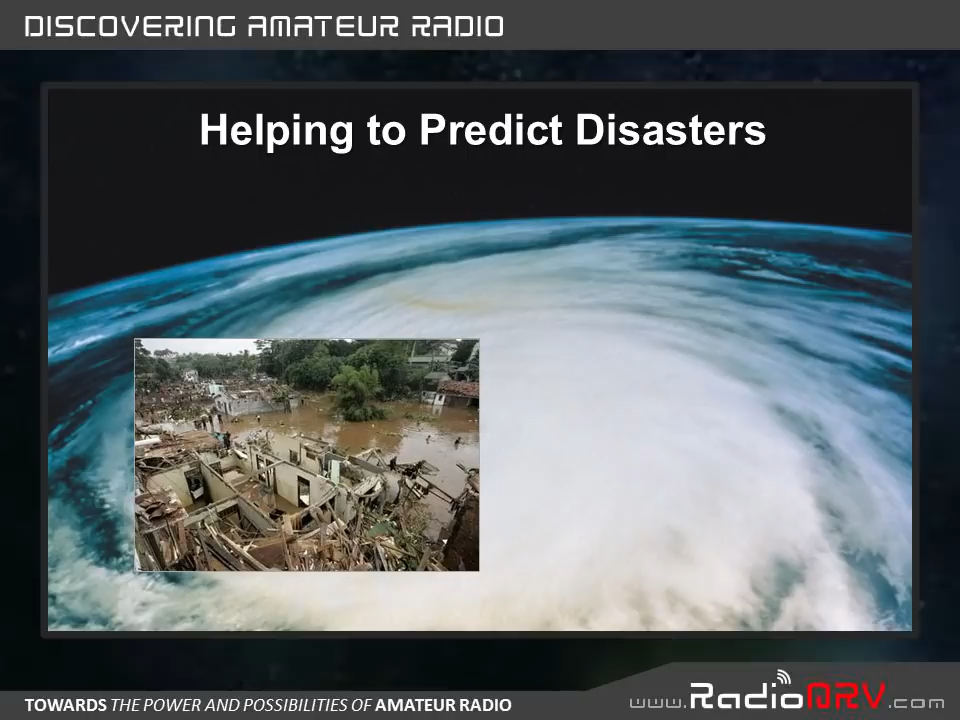 DISCOVERING AMATEUR RADIO
Helping to Predict Disasters
TOWARDS THE POWER AND POSSIBILITIES OF AMATEUR RADIO
www.RadioQRV.com